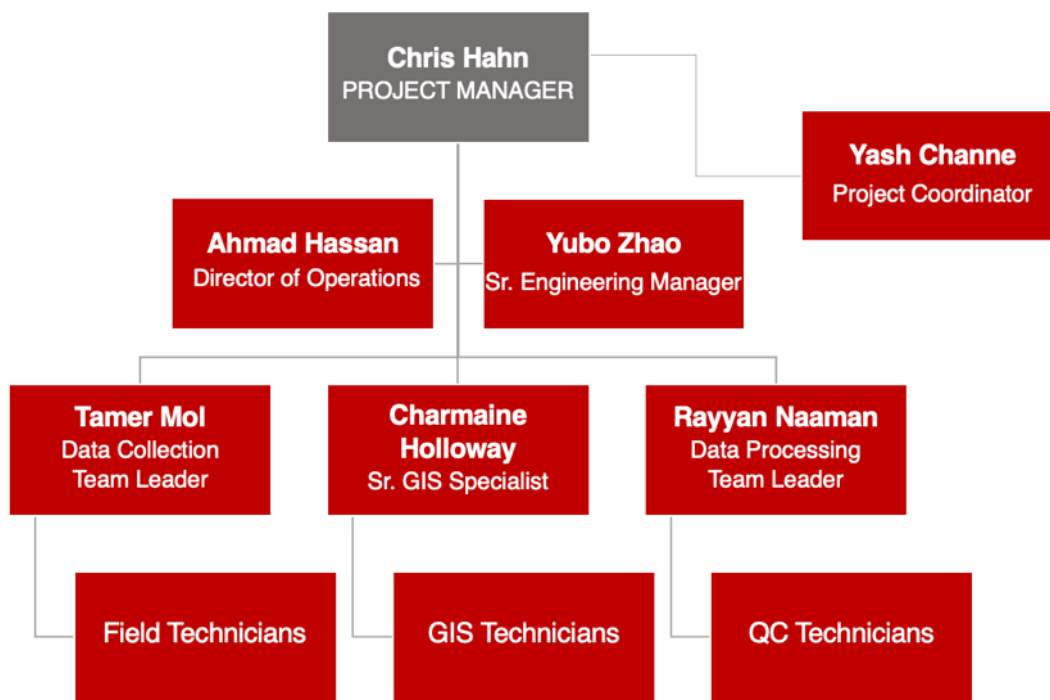 Chris Hahn
PROJECT MANAGER
Yash Channe
Project Coordinator
Ahmad Hassan
Director of Operations
Yubo Zhao
Sr. Engineering Manager
Tamer Mol
Data Collection
Team Leader
Charmaine
Holloway
Sr. GIS Specialist
Rayyan Naaman
Data Processing
Team Leader
Field Technicians
GIS Technicians
QC Technicians